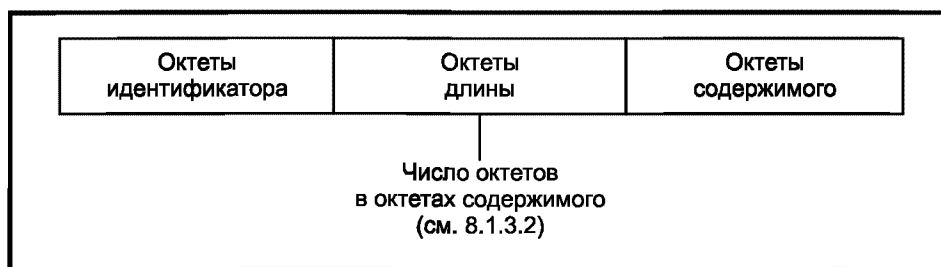 Октеты
идентификатора
Октеты
длины
Октеты
содержимого
Число октетов
в октетах содержимого
(см. 8.1.3.2)